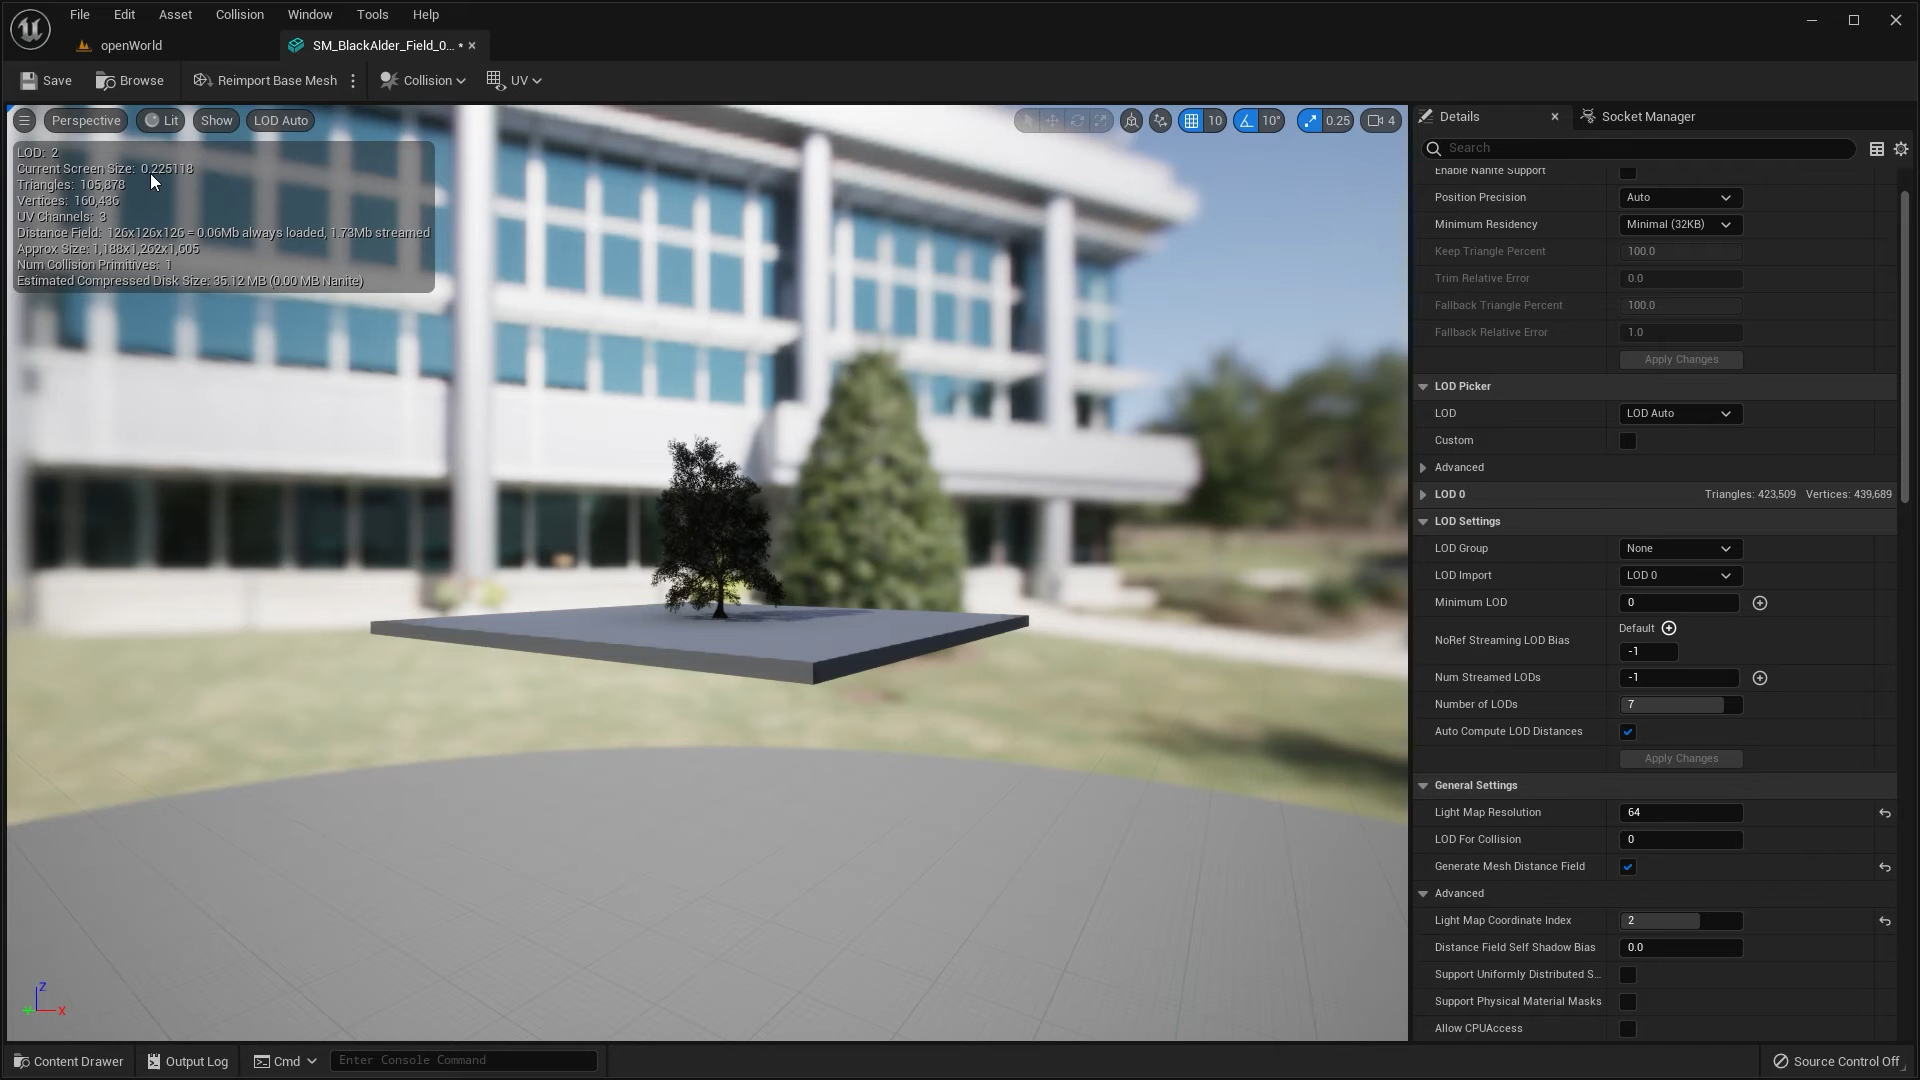 File Edit Asset Collision Window Tools Help
openWorld SM_BlackAlder_Field_0... •
Save Browse Reimport Base Mesh Collision UV
Perspective Lit Show LOD Auto 10 10° 0.25 4
LOD: 2
Current Screen Size: 0.225118
Triangles: 105,878
Vertices: 160,436
UV Channels: 3
Distance Field: 126x126x126 = 0.06Mb always loaded, 1.73Mb streamed
Approx Size: 1,188x1,262x1,605
Num Collision Primitives: 1
Estimated Compressed Disk Size: 35.12 MB (0.00 MB Nanite)
Z
Y X
Details Socket Manager
Search
Enable Nanite Support
Position Precision Auto
Minimum Residency Minimal (32KB)
Keep Triangle Percent 100.0
Trim Relative Error 0.0
Fallback Triangle Percent 100.0
Fallback Relative Error 1.0
Apply Changes
LOD Picker
LOD LOD Auto
Custom
Advanced
LOD 0 Triangles: 423,509 Vertices: 439,689
LOD Settings
LOD Group None
LOD Import LOD 0
Minimum LOD 0
Default
NoRef Streaming LOD Bias
-1
Num Streamed LODs -1
Number of LODs 7
Auto Compute LOD Distances
Apply Changes
General Settings
Light Map Resolution 64
LOD For Collision 0
Generate Mesh Distance Field
Advanced
Light Map Coordinate Index 2
Distance Field Self Shadow Bias 0.0
Support Uniformly Distributed S...
Support Physical Material Masks
Allow CPUAccess
Content Drawer Output Log Cmd Enter Console Command Source Control Off